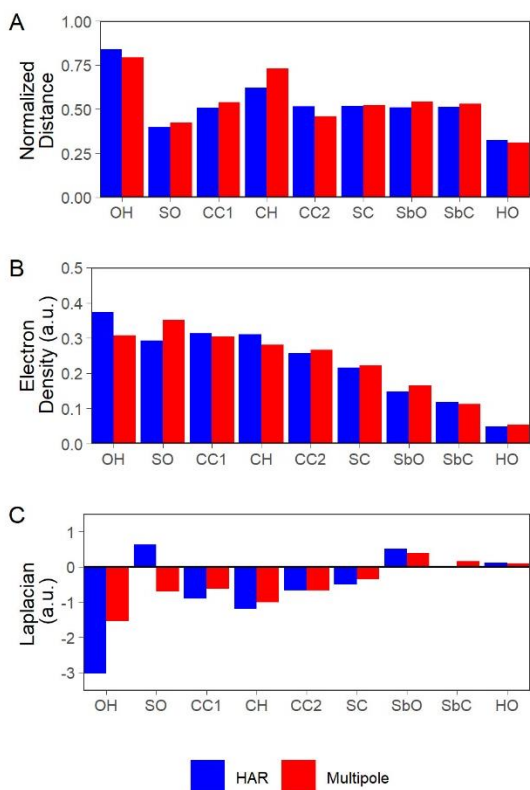 A
Normalized
Distance
1.00
0.75
0.50
0.25
0.00
OH SO CC1 CH CC2 SC SbO SbC HO
B
Electron
Density (a.u.)
0.5
0.4
0.3
0.2
0.1
0.0
OH SO CC1 CH CC2 SC SbO SbC HO
C
Laplacian
(a.u.)
1
0
-1
-2
-3
OH SO CC1 CH CC2 SC SbO SbC HO
HAR Multipole